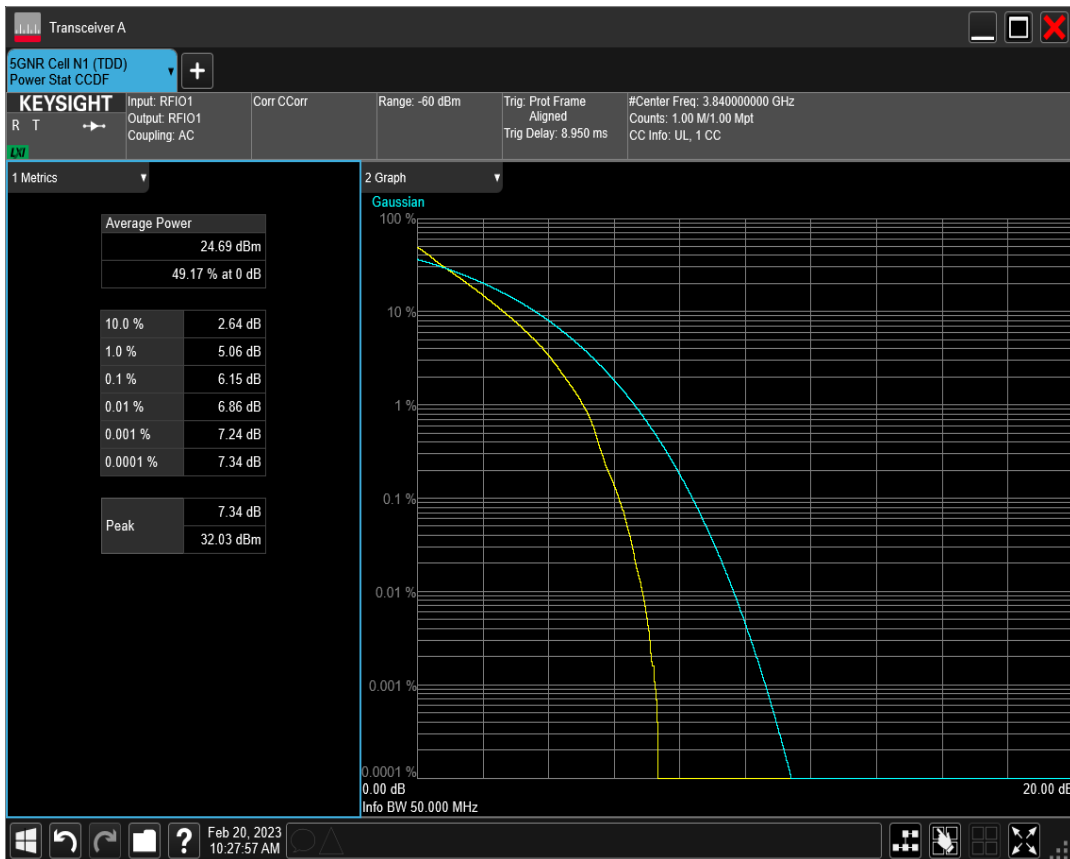 Transceiver A
5GNR Cell N1 (TDD)
Power Stat CCDF
KEYSIGHT
R T
LXI
Input: RFIO1
Output: RFIO1
Coupling: AC
Corr CCorr
Range: -60 dBm
Trig: Prot Frame
Aligned
Trig Delay: 8.950 ms
#Center Freq: 3.840000000 GHz
Counts: 1.00 M/1.00 Mpt
CC Info: UL, 1 CC
1 Metrics
Average Power
24.69 dBm
49.17 % at 0 dB
10.0 % 2.64 dB
1.0 % 5.06 dB
0.1 % 6.15 dB
0.01 % 6.86 dB
0.001 % 7.24 dB
0.0001 % 7.34 dB
Peak 7.34 dB
32.03 dBm
2 Graph
Gaussian
100 %
10 %
1 %
0.1 %
0.01 %
0.001 %
0.0001 %
0.00 dB 20.00 dB
Info BW 50.000 MHz
Feb 20, 2023
10:27:57 AM